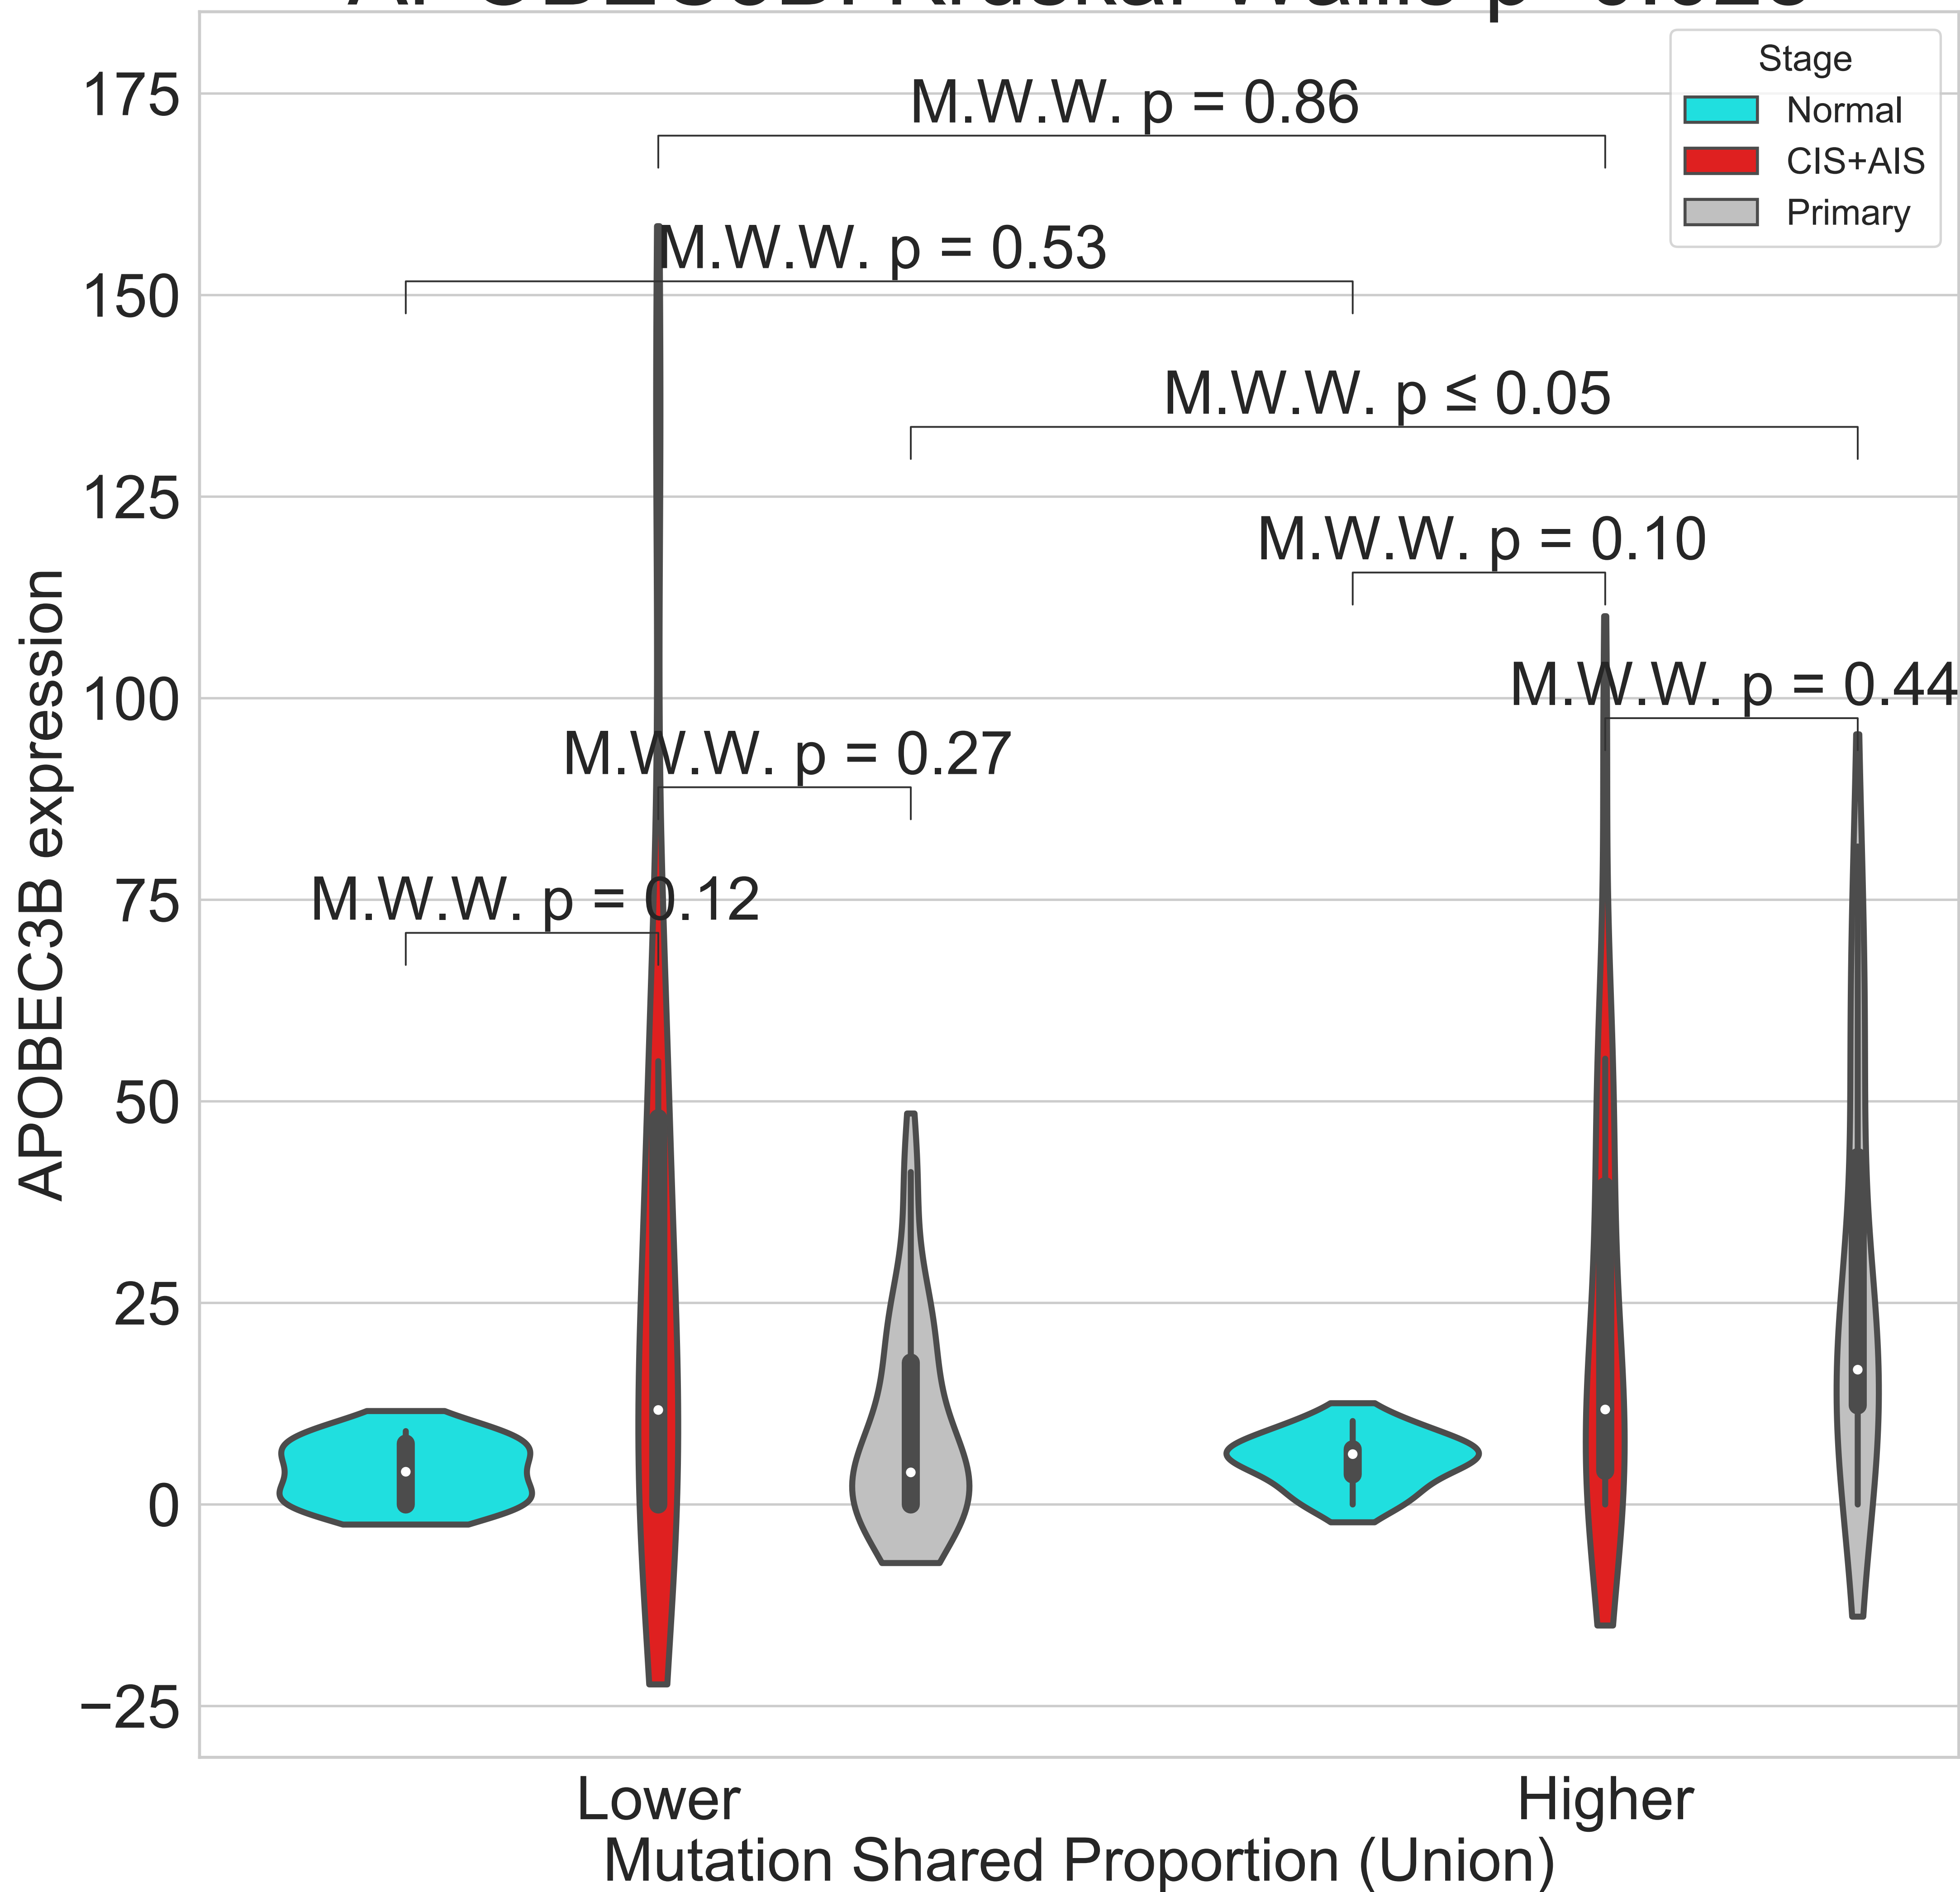 175
150
125
100
75
50
25
0
−25
APOBEC3B expression
Stage
Normal
CIS+AIS
Primary
M.W.W. p = 0.86
M.W.W. p = 0.53
M.W.W. p ≤ 0.05
M.W.W. p = 0.10
M.W.W. p = 0.44
M.W.W. p = 0.27
M.W.W. p = 0.12
Lower
Higher
Mutation Shared Proportion (Union)